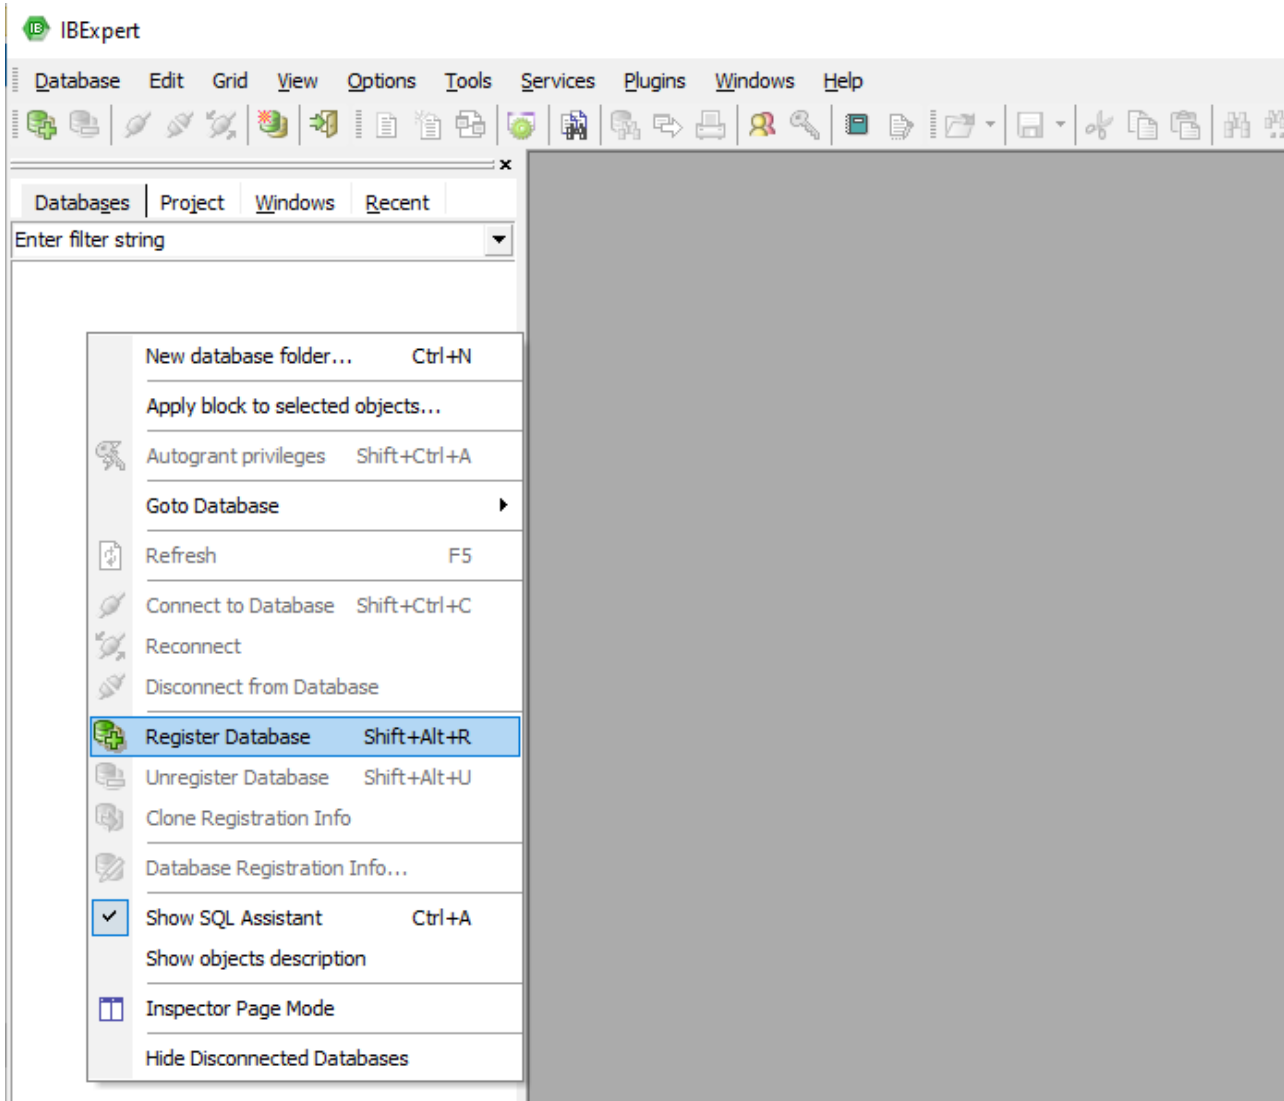 IBExpert
Database Edit Grid View Options Tools Services Plugins Windows Help
Databases Project Windows Recent
Enter filter string
New database folder... Ctrl+N
Apply block to selected objects...
Autogrant privileges Shift+Ctrl+A
Goto Database
Refresh F5
Connect to Database Shift+Ctrl+C
Reconnect
Disconnect from Database
Register Database Shift+Alt+R
Unregister Database Shift+Alt+U
Clone Registration Info
Database Registration Info...
Show SQL Assistant Ctrl+A
Show objects description
Inspector Page Mode
Hide Disconnected Databases